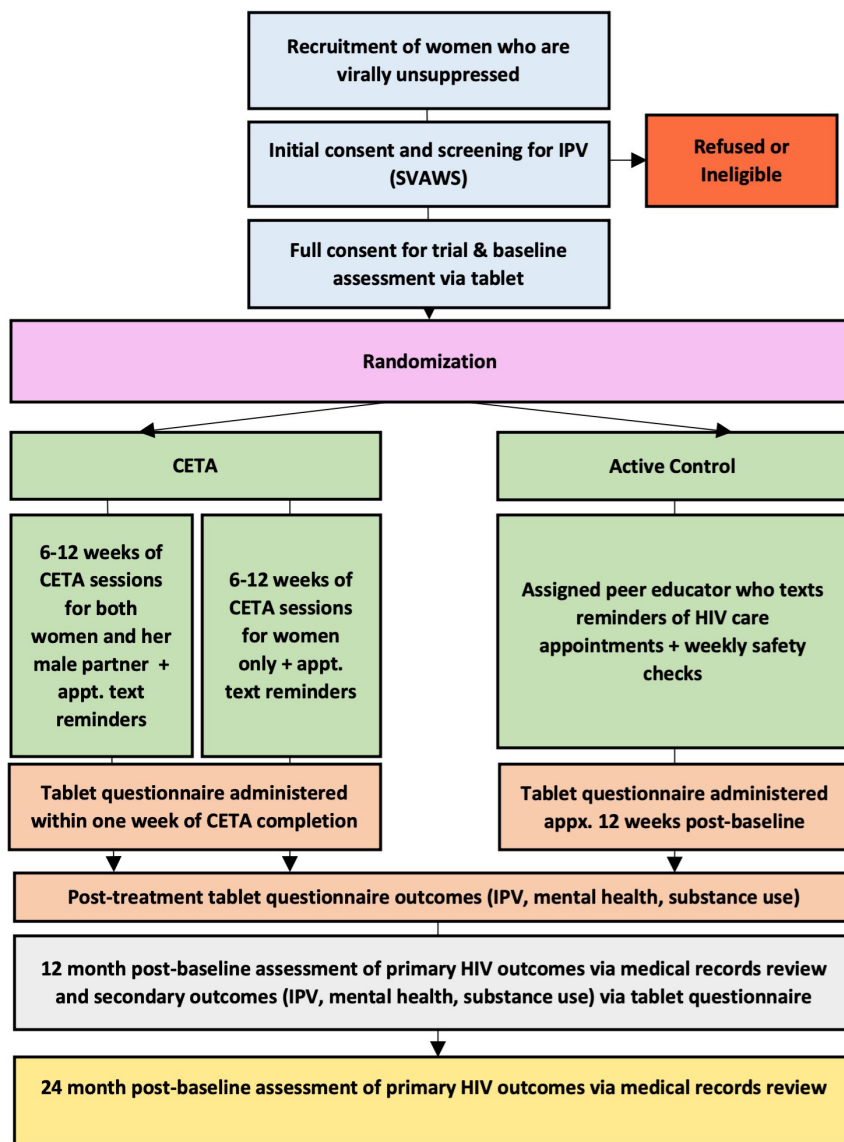 Recruitment of women who are
virally unsuppressed
Initial consent and screening for IPV
(SVAWS)
Refused or
Ineligible
Full consent for trial & baseline
assessment via tablet
Randomization
CETA
Active Control
6-12 weeks of
CETA sessions
for both
women and her
male partner +
appt. text
reminders
6-12 weeks of
CETA sessions
for women
only + appt.
text reminders
Assigned peer educator who texts
reminders of HIV care
appointments + weekly safety
checks
Tablet questionnaire administered
within one week of CETA completion
Tablet questionnaire administered
appx. 12 weeks post-baseline
Post-treatment tablet questionnaire outcomes (IPV, mental health, substance use)
12 month post-baseline assessment of primary HIV outcomes via medical records review
and secondary outcomes (IPV, mental health, substance use) via tablet questionnaire
24 month post-baseline assessment of primary HIV outcomes via medical records review